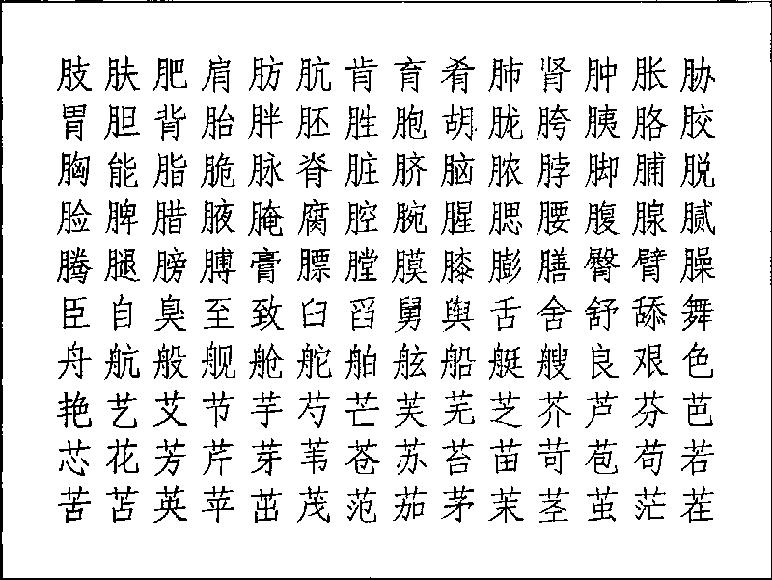 肢肤肥肩肪肮肯育肴肺肾肿胀胁
胃胆背胎胖胚胜胞胡胧胯胰胳胶
胸能脂脆脉脊脏脐脑脓脖脚脯脱
脸脾腊腋腌腐腔腕腥腮腰腹腺腻
腾腿膀膊膏膘膛膜膝膨膳臀臂臊
臣自臭至致臼舀舅舆舌舍舒舔舞
舟航般舰舱舵舶舷船艇艘良艰色
艳艺艾节芋芍芒芙芜芝芥芦芬芭
芯花芳芹芽苇苍苏苔苗苛苞苟若
苦苫英苹茁茂范茄茅茉茎茧茫茬